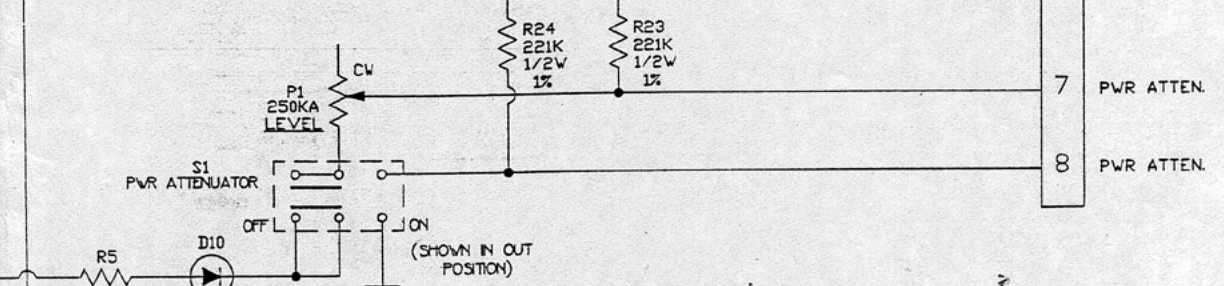 R24
221K
1/2W
1%
R23
221K
1/2W
1%
CW
P1
250KA
LEVEL
7 PWR ATTEN.
S1
PWR ATTENUATOR
8 PWR ATTEN.
OFF
ON
(SHOWN IN OUT
POSITION)
R5
D10